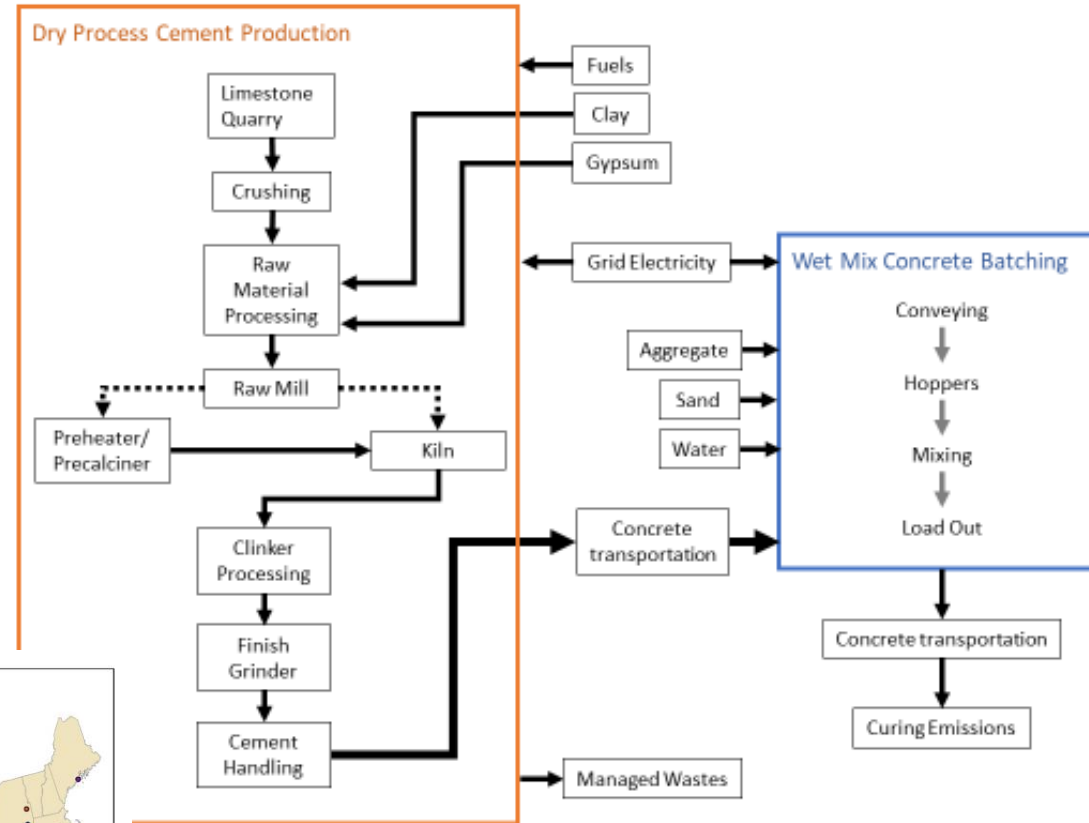 Dry Process Cement Production
Limestone
Quarry
Crushing
Raw
Material
Processing
Raw Mill
Preheater/
Precalciner
Kiln
Clinker
Processing
Finish
Grinder
Cement
Handling
Fuels
Clay
Gypsum
Grid Electricity
Aggregate
Sand
Water
Concrete
transportation
Managed Wastes
Wet Mix Concrete Batching
Conveying
Hoppers
Mixing
Load Out
Concrete transportation
Curing Emissions